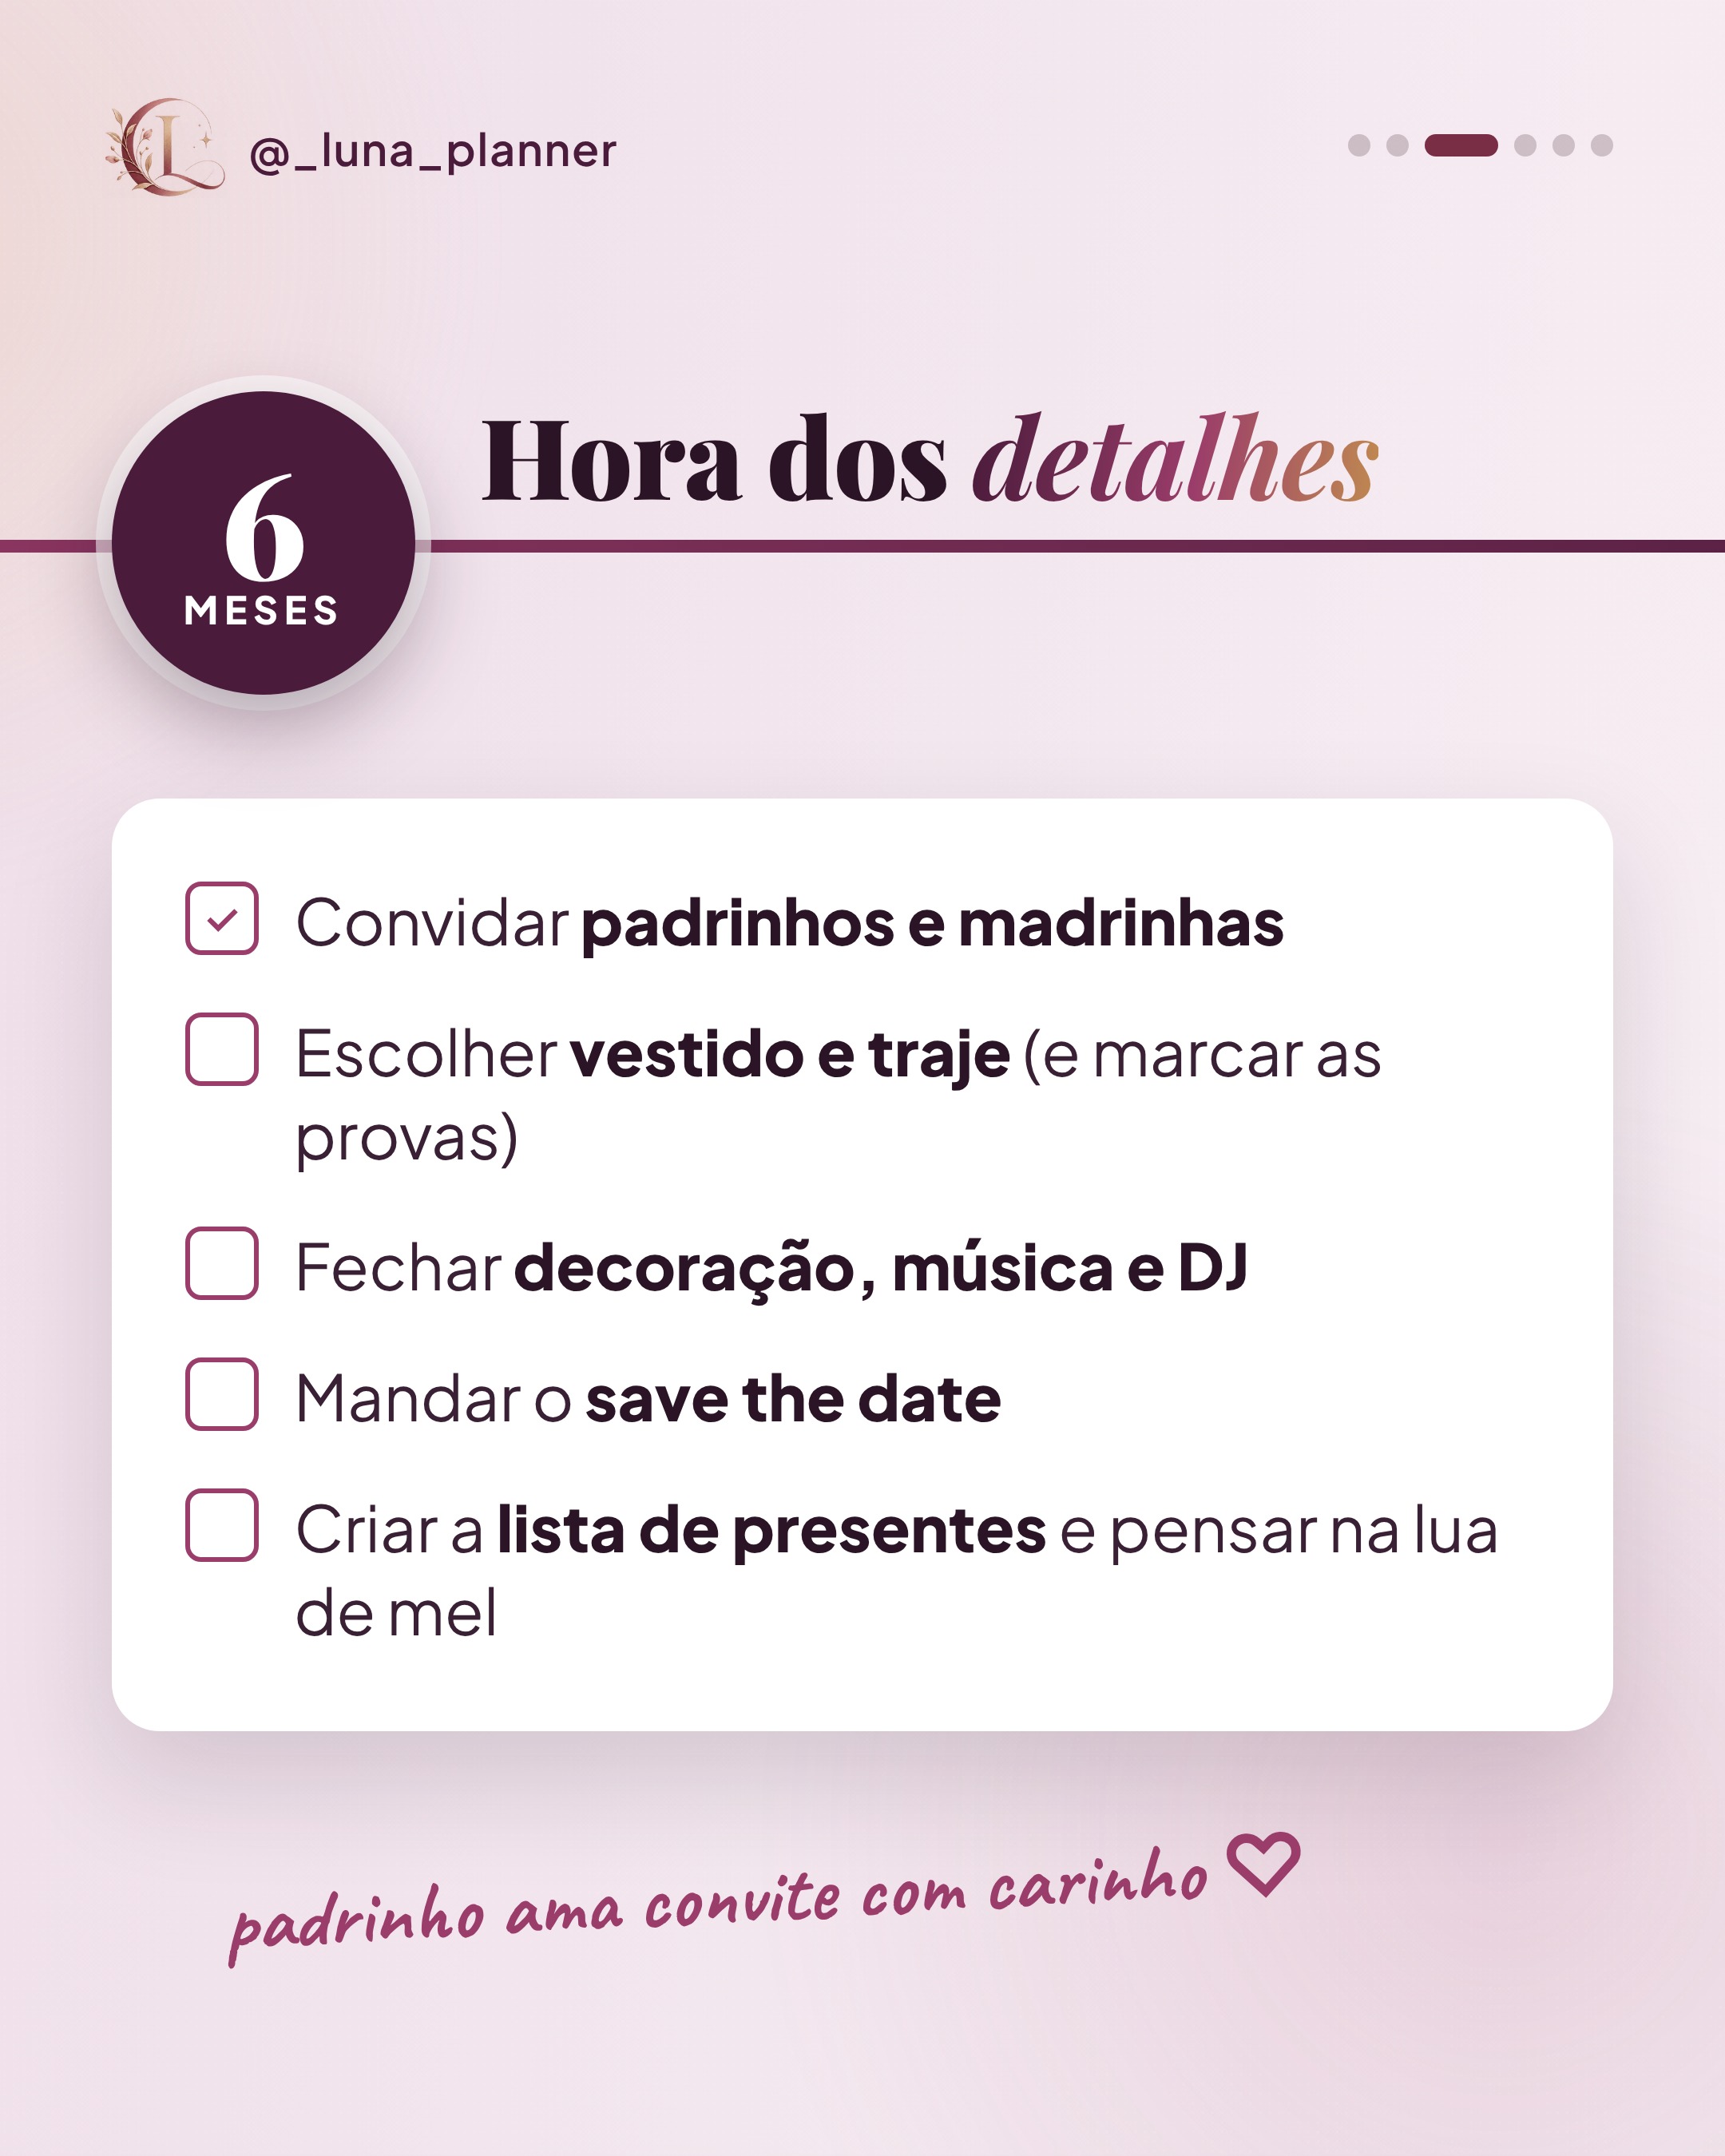 L
@_luna_planner
Hora dos detalhes
6
MESES
Convidar padrinhos e madrinhas
Escolher vestido e traje (e marcar as
provas)
Fechar decoração, música e DJ
Mandar o save the date
Criar a lista de presentes e pensar na lua
de mel
padrinho ama convite com carinho